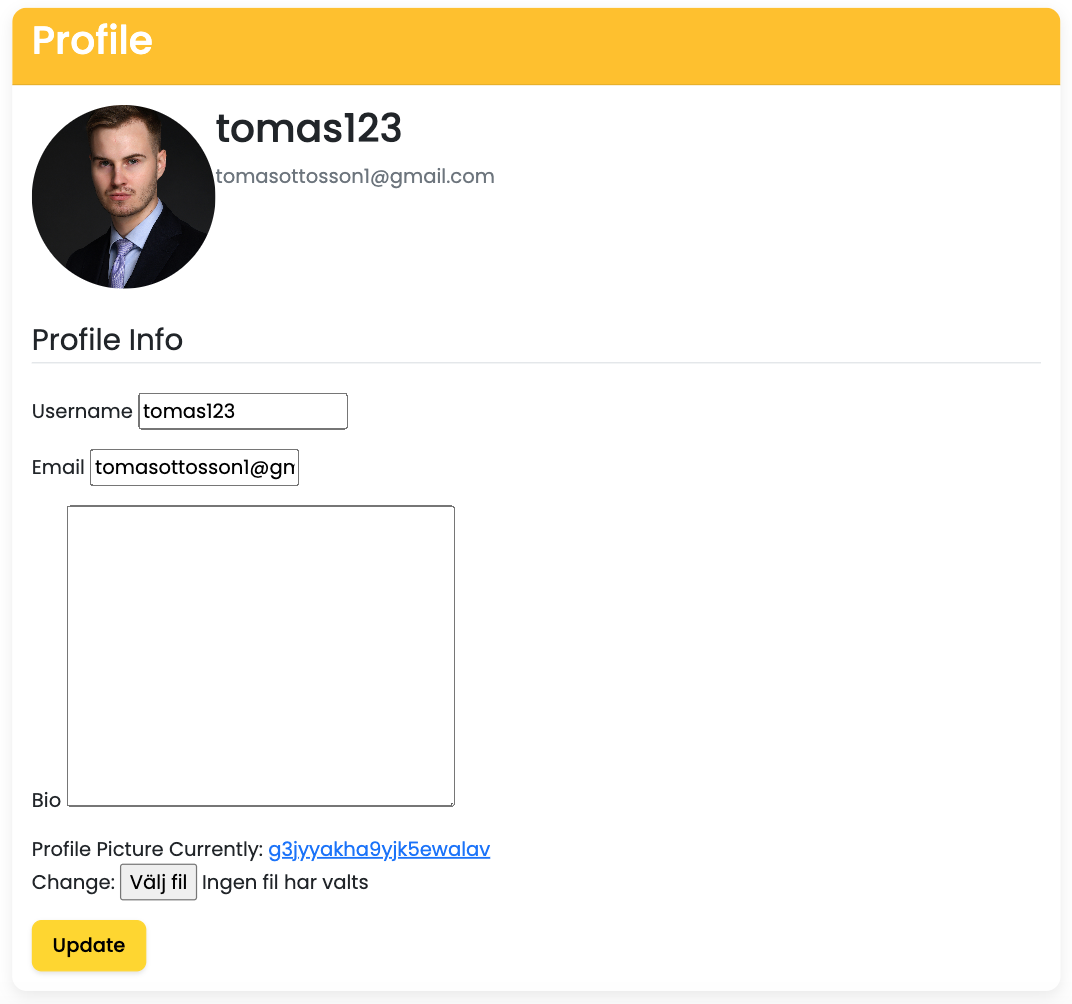 Profile
tomas123
tomasottosson1@gmail.com
Profile Info
Username tomas123
Email tomasottosson1@gm
Bio
Profile Picture Currently: g3jyyakha9yjk5ewalav
Change: Välj fil Ingen fil har valts
Update